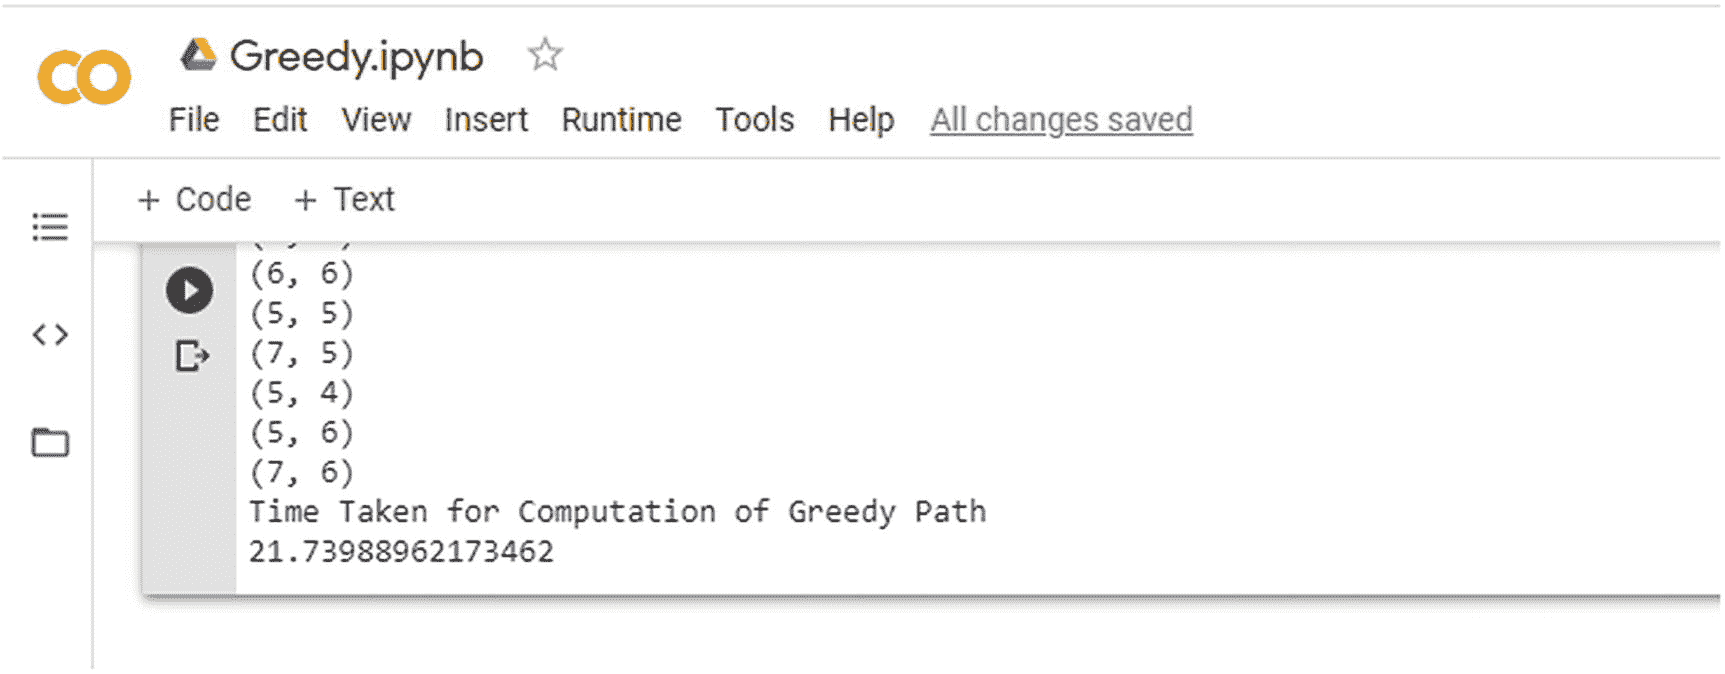 CO
Greedy.ipynb
File Edit View Insert Runtime Tools Help All changes saved
+ Code + Text
(6, 6)
(5, 5)
(7, 5)
(5, 4)
(5, 6)
(7, 6)
Time Taken for Computation of Greedy Path
21.73988962173462